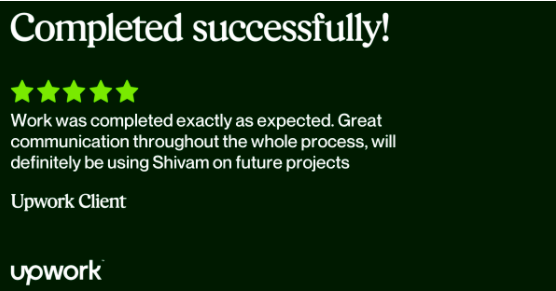 Completed successfully!
Work was completed exactly as expected. Great
communication throughout the whole process, will
definitely be using Shivam on future projects
Upwork Client
upwork